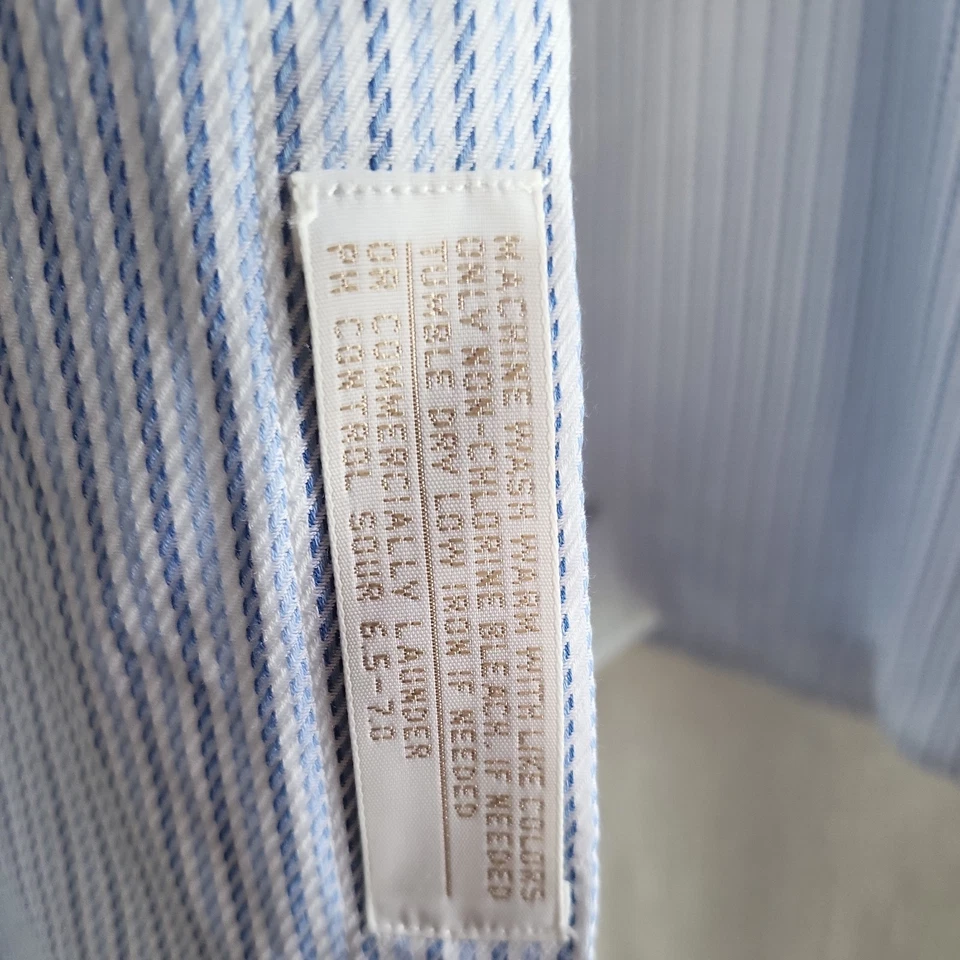 MACHINE WASH WARM WITH LIKE COLORS
ONLY NON-CHLORINE BLEACH, IF NEEDED
TUMBLE DRY LOW IRON IF NEEDED
OR COMMERCIALLY LAUNDER
PH CONTROL SOUR 6.5-7.0